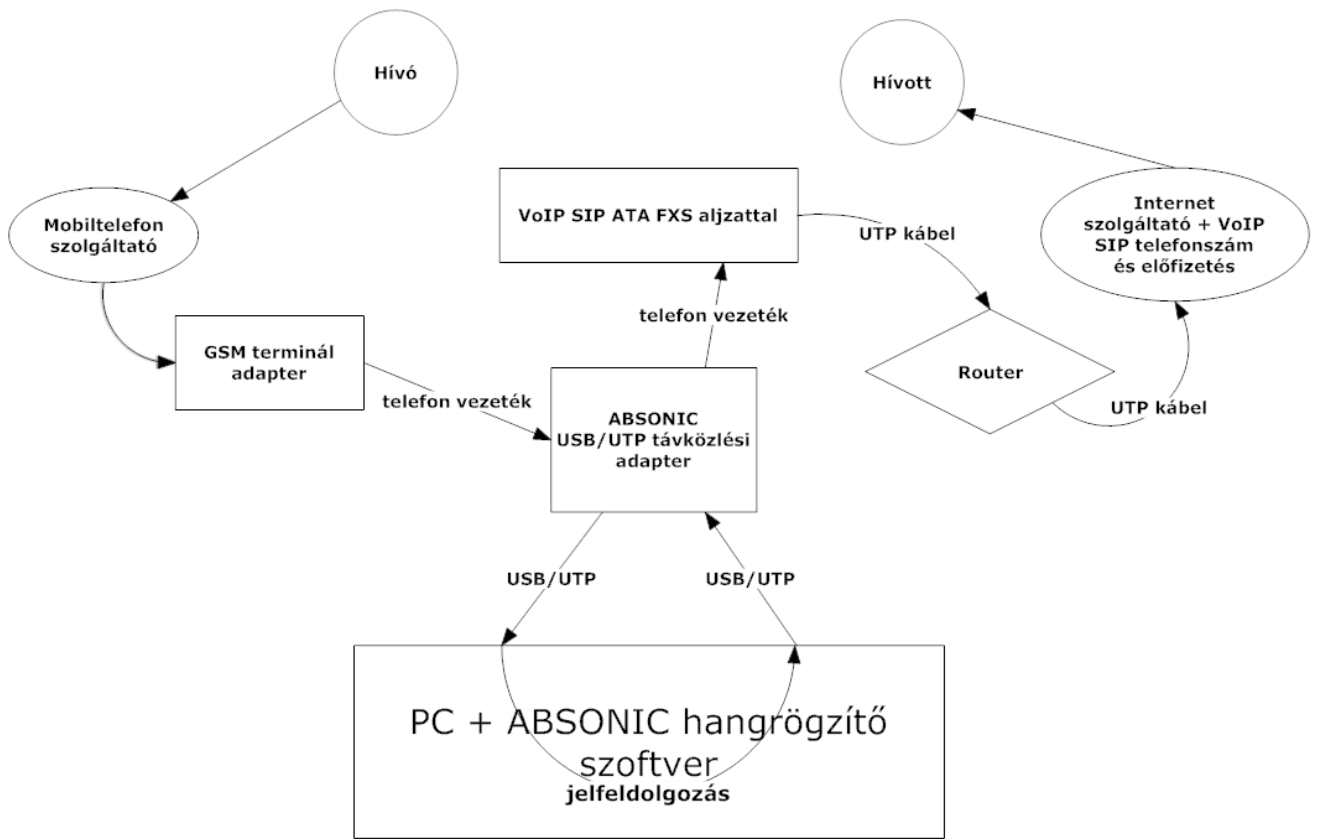 Hívó
Hívott
Mobiltelefon
szolgáltató
VoIP SIP ATA FXS aljzattal
UTP kábel
Internet
szolgáltató + VoIP
SIP telefonszám
és előfizetés
telefon vezeték
GSM terminál
adapter
telefon vezeték
Router
UTP kábel
ABSONIC
USB/UTP távközlési
adapter
USB/UTP
USB/UTP
PC + ABSONIC hangrögzítő
szoftver
jelfeldolgozás